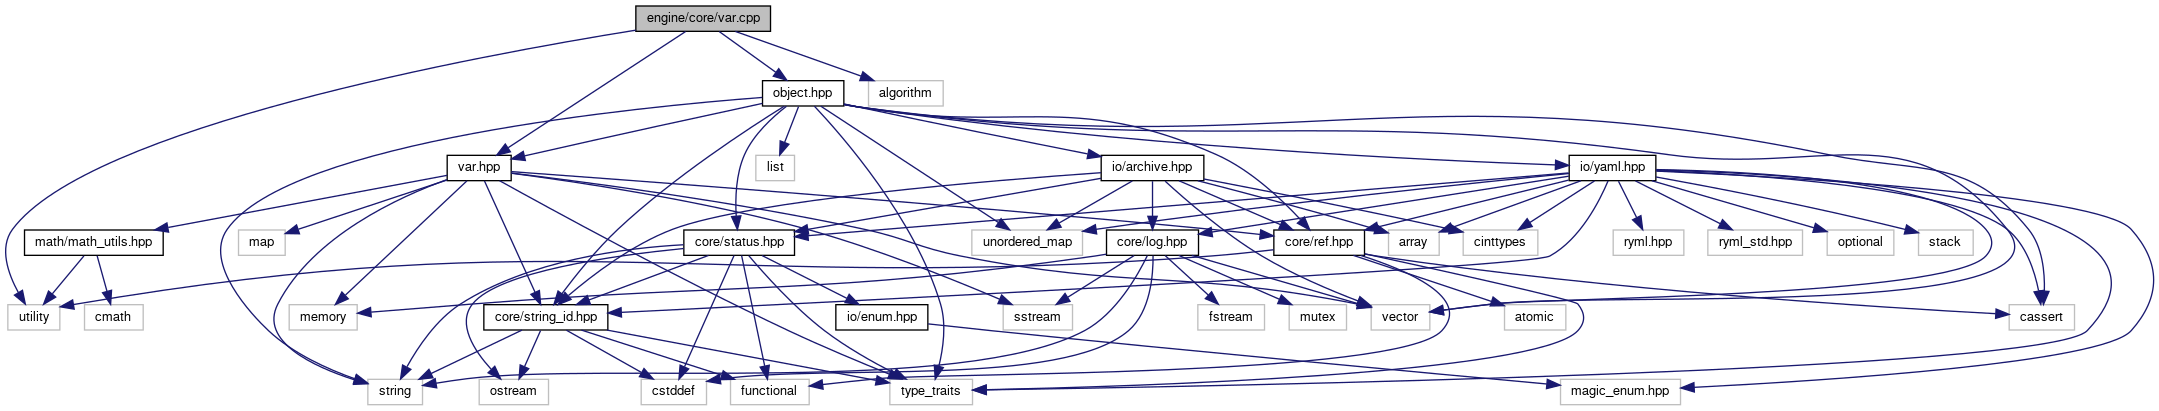 engine/core/var.cpp
object.hpp
algorithm
var.hpp
list
io/archive.hpp
io/yaml.hpp
math/math_utils.hpp
map
core/status.hpp
unordered_map
core/log.hpp
core/ref.hpp
array
cinttypes
ryml.hpp
ryml_std.hpp
optional
stack
utility
cmath
memory
core/string_id.hpp
io/enum.hpp
sstream
fstream
mutex
vector
atomic
cassert
string
ostream
cstddef
functional
type_traits
magic_enum.hpp